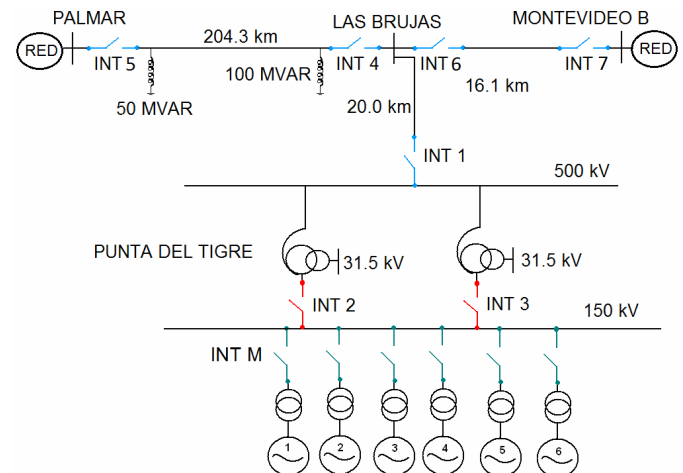 PALMAR
LAS BRUJAS
MONTEVIDEO B
RED
204.3 km
RED
INT 5
INT 4
INT 6
INT 7
100 MVAR
16.1 km
50 MVAR
20.0 km
INT 1
500 kV
PUNTA DEL TIGRE
31.5 kV
31.5 kV
INT 2
INT 3
150 kV
INT M
1
2
3
4
5
6